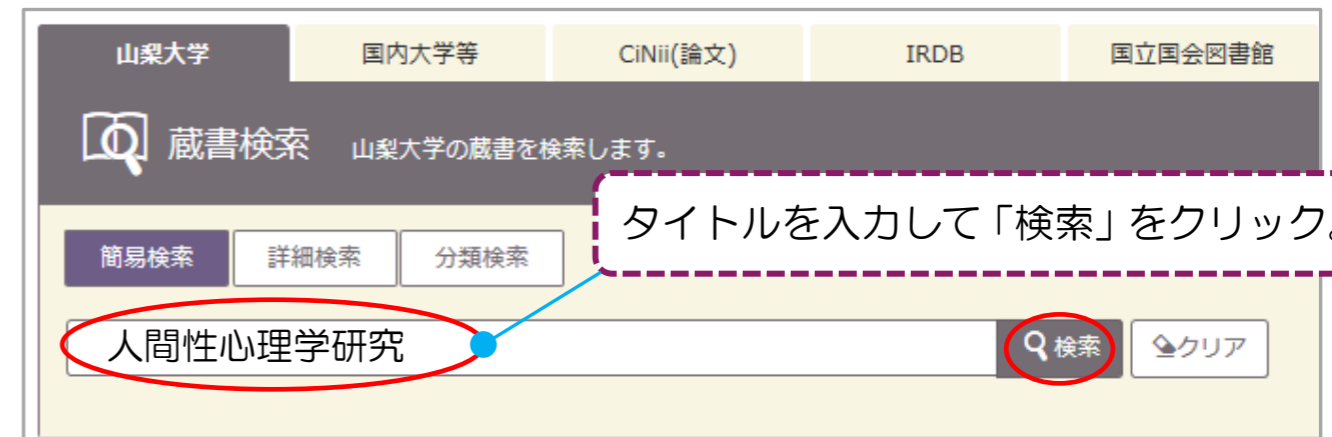 山梨大学 国内大学等 CiNii(論文) IRDB 国立国会図書館
蔵書検索 山梨大学の蔵書を検索します。
タイトルを入力して「検索」をクリック。
簡易検索 詳細検索 分類検索
人間性心理学研究 検索 クリア